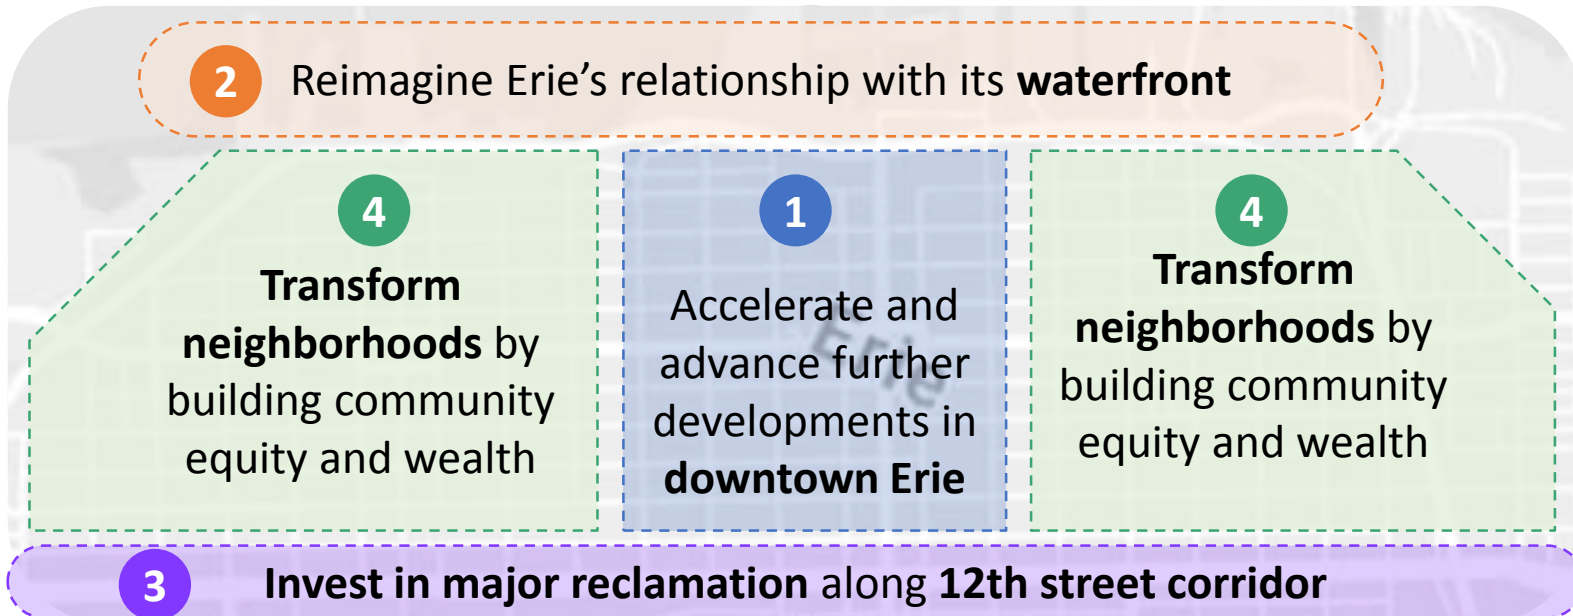 2 Reimagine Erie’s relationship with its waterfront
4
Transform
neighborhoods by
building community
equity and wealth
1
Accelerate and
advance further
developments in
downtown Erie
Erie
4
Transform
neighborhoods by
building community
equity and wealth
3 Invest in major reclamation along 12th street corridor